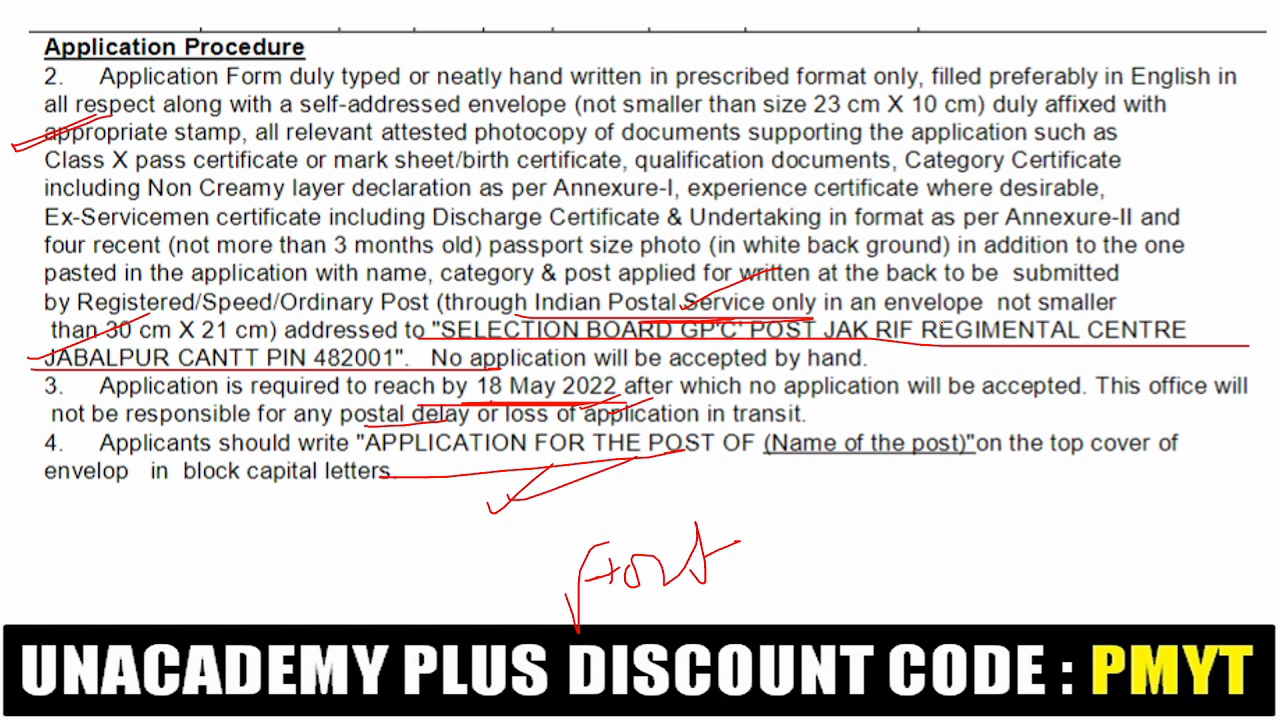 Application Procedure
2. Application Form duly typed or neatly hand written in prescribed format only, filled preferably in English in
all respect along with a self-addressed envelope (not smaller than size 23 cm X 10 cm) duly affixed with
appropriate stamp, all relevant attested photocopy of documents supporting the application such as
Class X pass certificate or mark sheet/birth certificate, qualification documents, Category Certificate
including Non Creamy layer declaration as per Annexure-I, experience certificate where desirable,
Ex-Servicemen certificate including Discharge Certificate & Undertaking in format as per Annexure-II and
four recent (not more than 3 months old) passport size photo (in white back ground) in addition to the one
pasted in the application with name, category & post applied for written at the back to be submitted
by Registered/Speed/Ordinary Post (through Indian Postal Service only in an envelope not smaller
than 30 cm X 21 cm) addressed to "SELECTION BOARD GP'C' POST JAK RIF REGIMENTAL CENTRE
JABALPUR CANTT PIN 482001". No application will be accepted by hand.
3. Application is required to reach by 18 May 2022 after which no application will be accepted. This office will
not be responsible for any postal delay or loss of application in transit.
4. Applicants should write "APPLICATION FOR THE POST OF (Name of the post)"on the top cover of
envelop in block capital letters.
UNACADEMY PLUS DISCOUNT CODE : PMYT